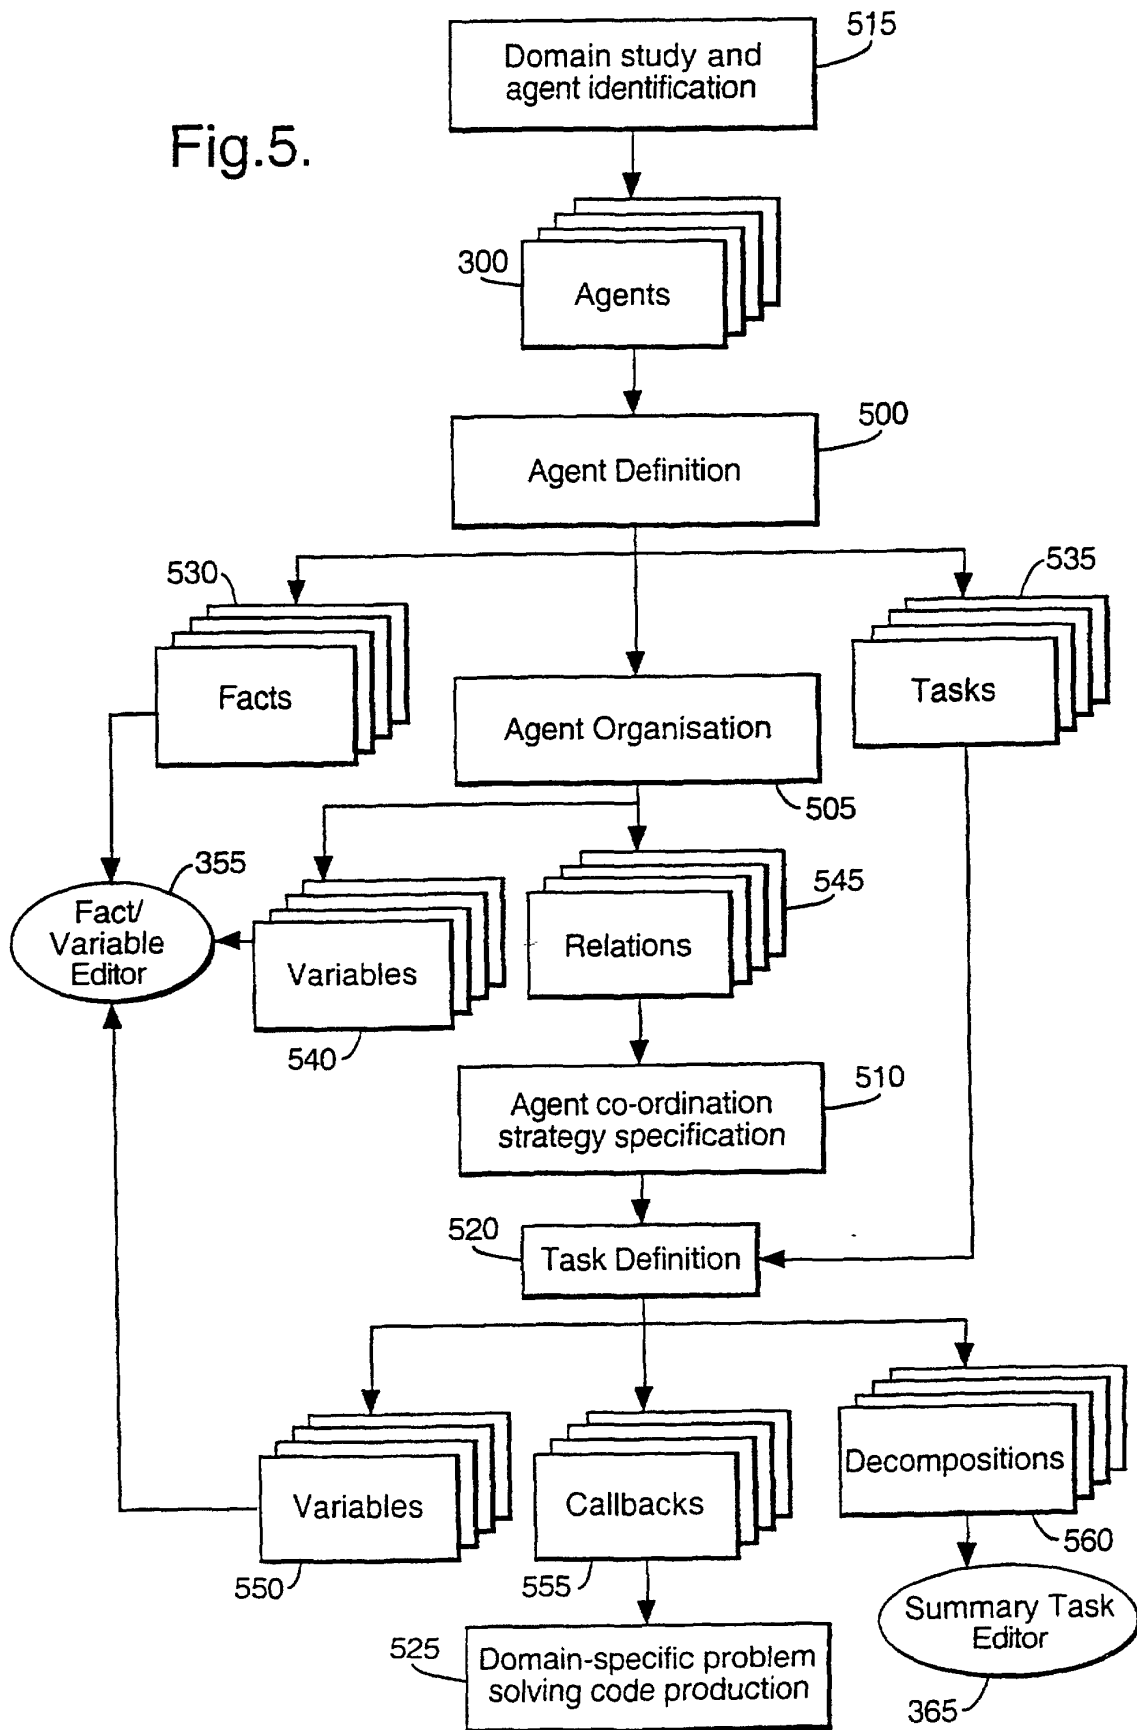 515
Domain study and
agent identification
Fig.5.
300
Agents
500
Agent Definition
530
535
Facts
Tasks
Agent Organisation
505
355
545
Fact/
Variable
Editor
Variables
Relations
540
510
Agent co-ordination
strategy specification
520
Task Definition
Decompositions
Variables
Callbacks
560
550
555
Summary Task
Editor
525
Domain-specific problem
solving code production
365